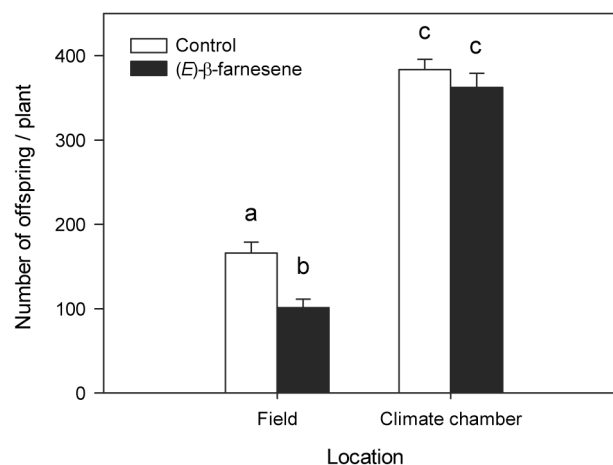 Control
(E)-β-farnesene
c c
a
b
400
300
200
100
0
Number of offspring / plant
Field Climate chamber
Location